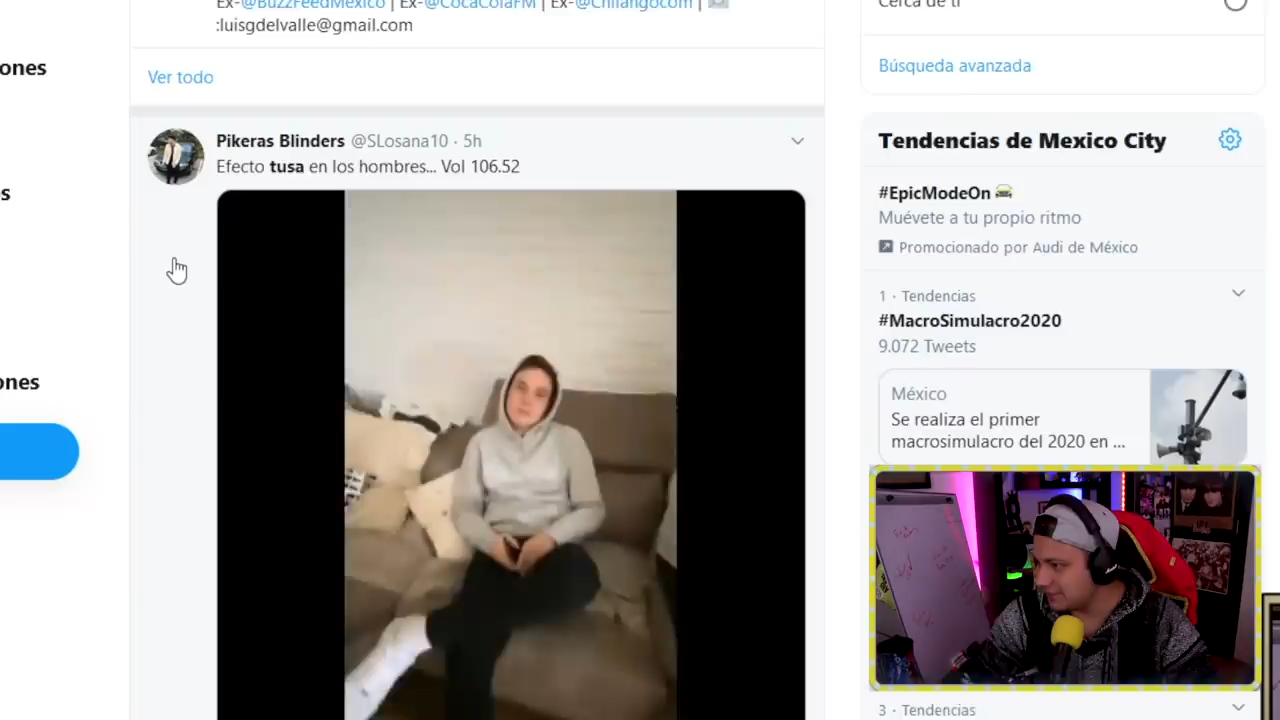 Ex-@BuzzFeedMexico | Ex-@CocaColaFM | Ex-@Chilangocom |
:luisgdelvalle@gmail.com
Ver todo
Pikeras Blinders @SLosana10 · 5h
Efecto tusa en los hombres... Vol 106.52
ones
s
ones
Cerca de ti
Búsqueda avanzada
Tendencias de Mexico City
#EpicModeOn
Muévete a tu propio ritmo
Promocionado por Audi de México
1 · Tendencias
#MacroSimulacro2020
9.072 Tweets
México
Se realiza el primer
macrosimulacro del 2020 en ...
3 · Tendencias